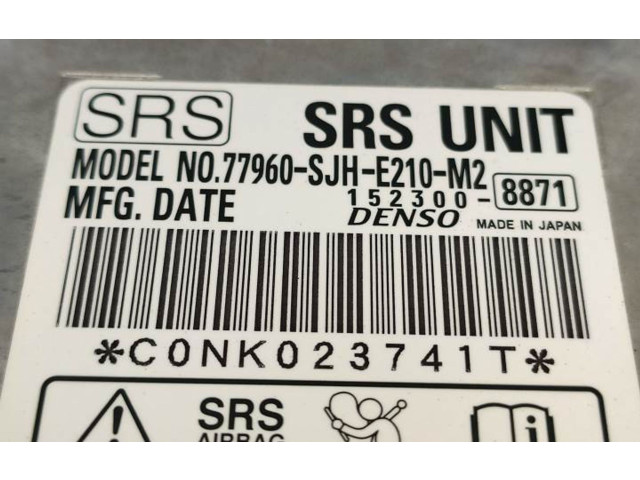 SRS SRS UNIT
MODEL NO.77960-SJH-E210-M2
MFG. DATE 152300-8871
DENSO MADE IN JAPAN
*C0NK023741T*
SRS
AIRBAG